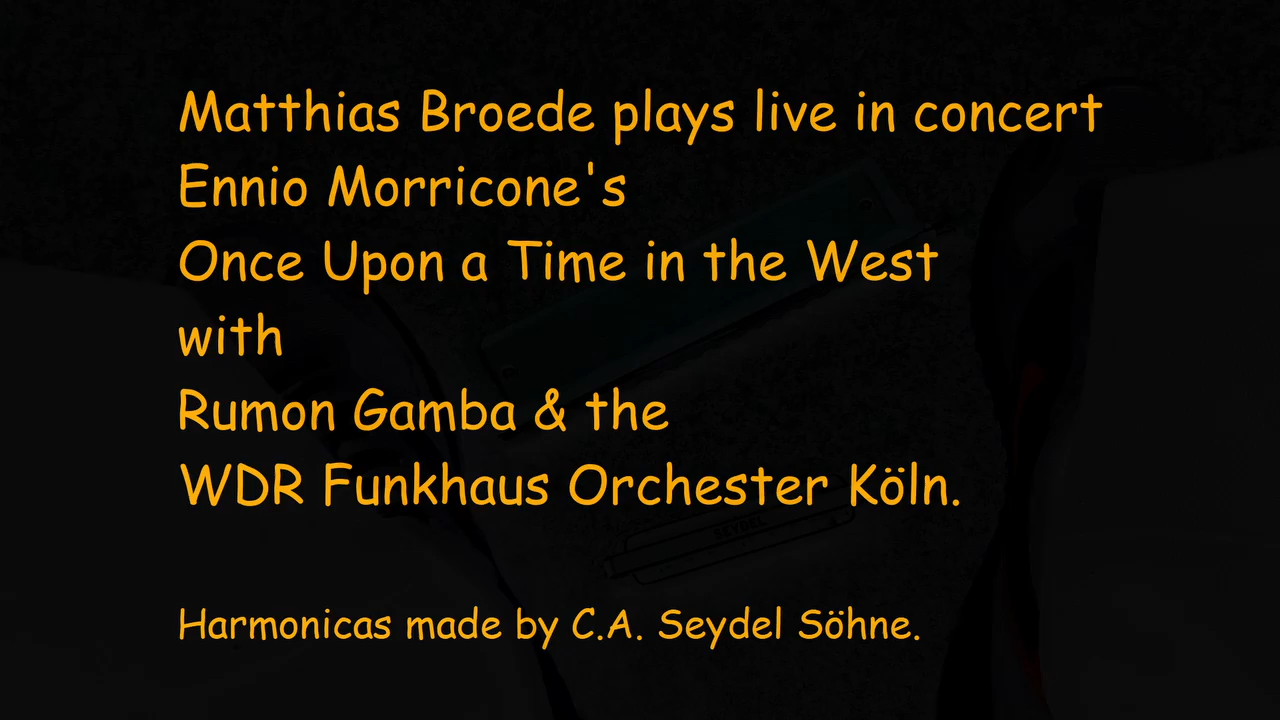 Matthias Broede plays live in concert
Ennio Morricone's
Once Upon a Time in the West
with
Rumon Gamba & the
WDR Funkhaus Orchester Köln.
SEYDEL
Harmonicas made by C.A. Seydel Söhne.